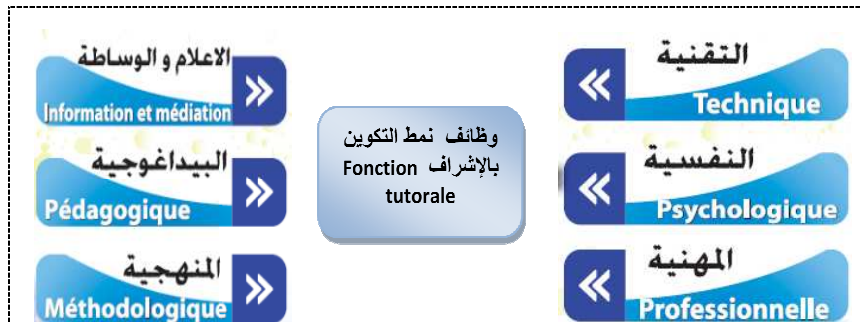 التقنية
Technique
النفسية
Psychologique
المهنية
Professionnelle
وظائف نمط التكوين
بالإشراف Fonction
tutorale
الاعلام و الوساطة
Information et médiation
البيداغوجية
Pédagogique
المنهجية
Méthodologique